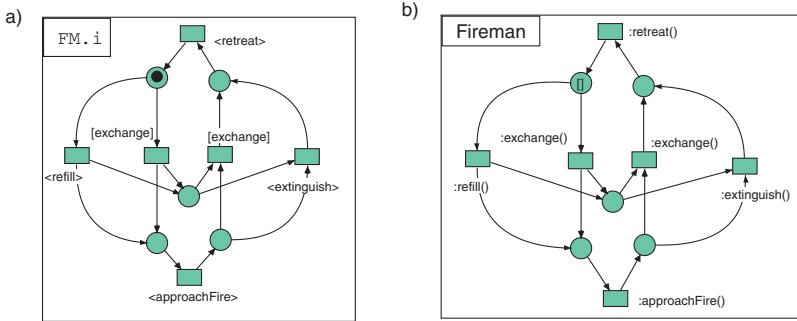 a)
FM.i
<retreat>
[exchange]
[exchange]
<refill>
<extinguish>
<approachFire>
b)
Fireman
:retreat()
[]
:exchange()
:exchange()
:refill()
:extinguish()
:approachFire()